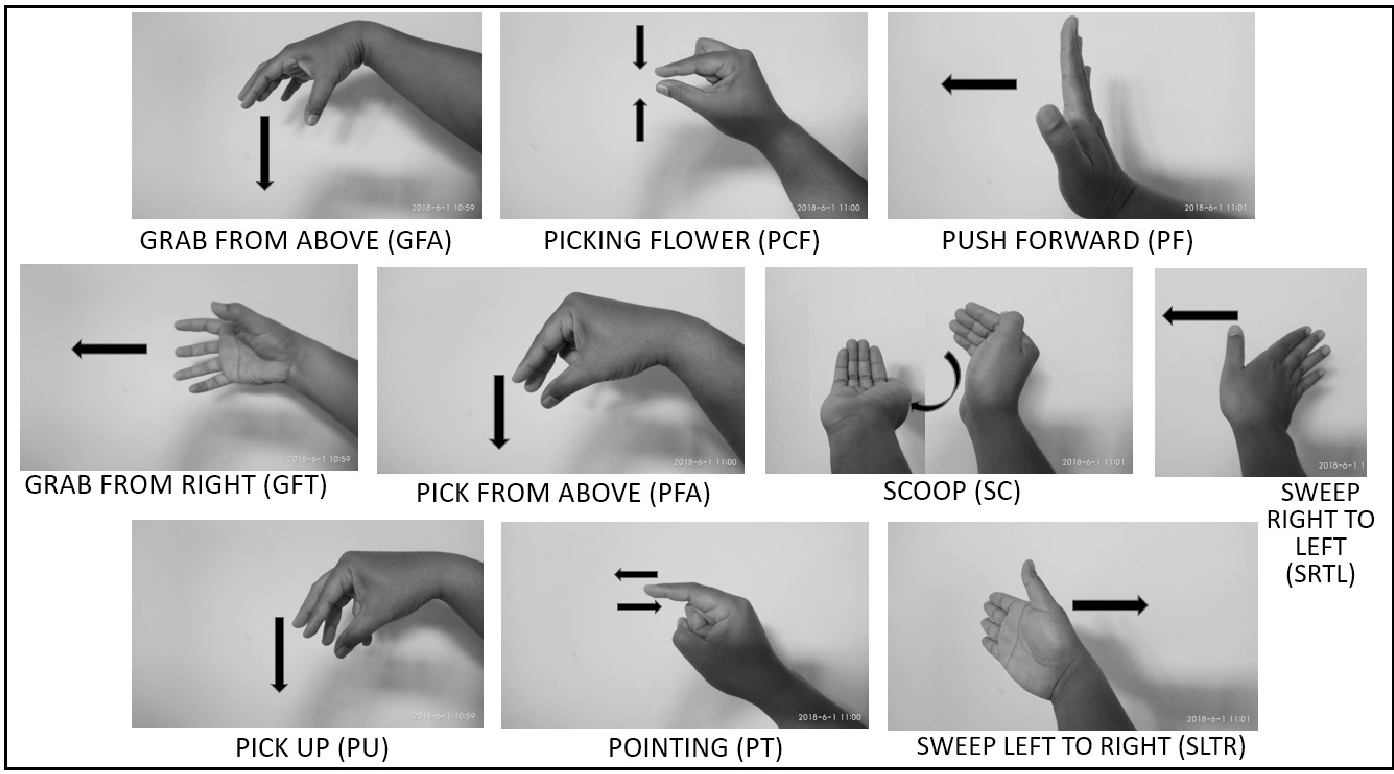 2018-6-1 10:59
2018-6-1 11:00
2018-6-1 11:01
GRAB FROM ABOVE (GFA)
PICKING FLOWER (PCF)
PUSH FORWARD (PF)
2018-6-1 10:59
2018-6-1 11:00
2018-6-1 11:01
2018-6-1 1
GRAB FROM RIGHT (GFT)
PICK FROM ABOVE (PFA)
SCOOP (SC)
SWEEP
RIGHT TO
LEFT
(SRTL)
2018-6-1 10:59
2018-6-1 11:00
2018-6-1 11:01
PICK UP (PU)
POINTING (PT)
SWEEP LEFT TO RIGHT (SLTR)